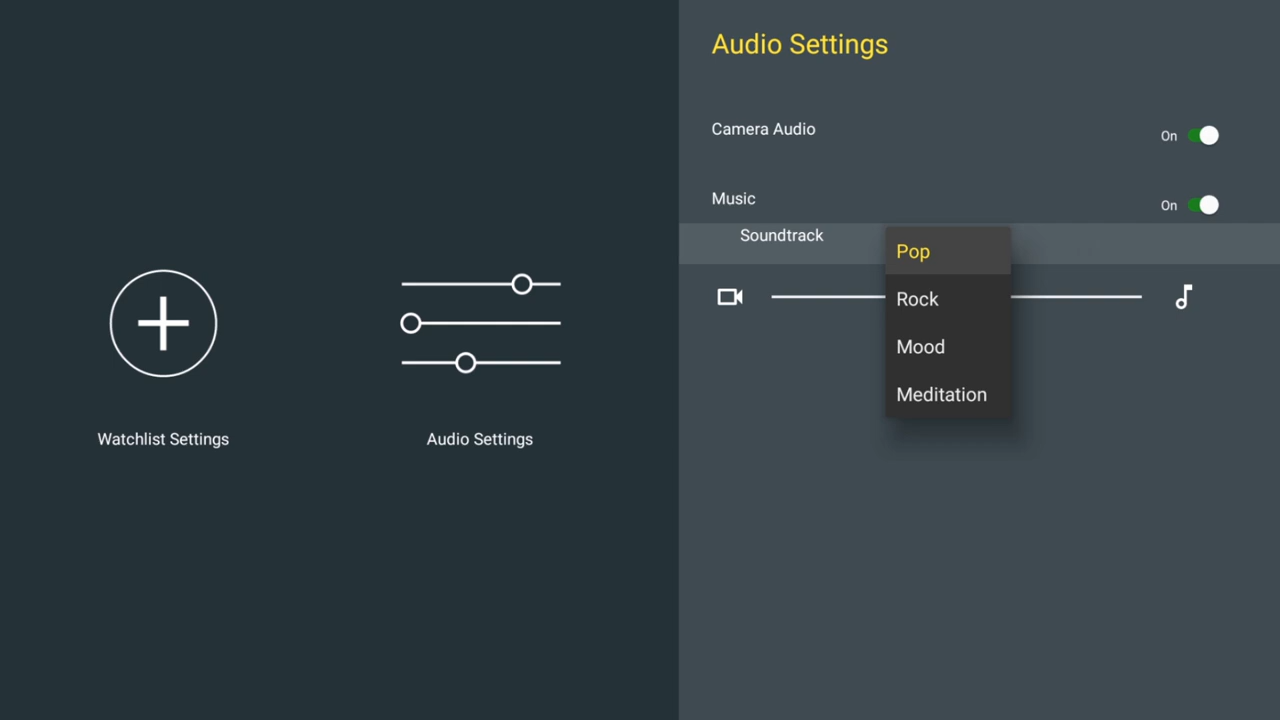 Audio Settings
Camera Audio
On
Music
On
Soundtrack
Pop
Rock
Mood
Meditation
Watchlist Settings
Audio Settings